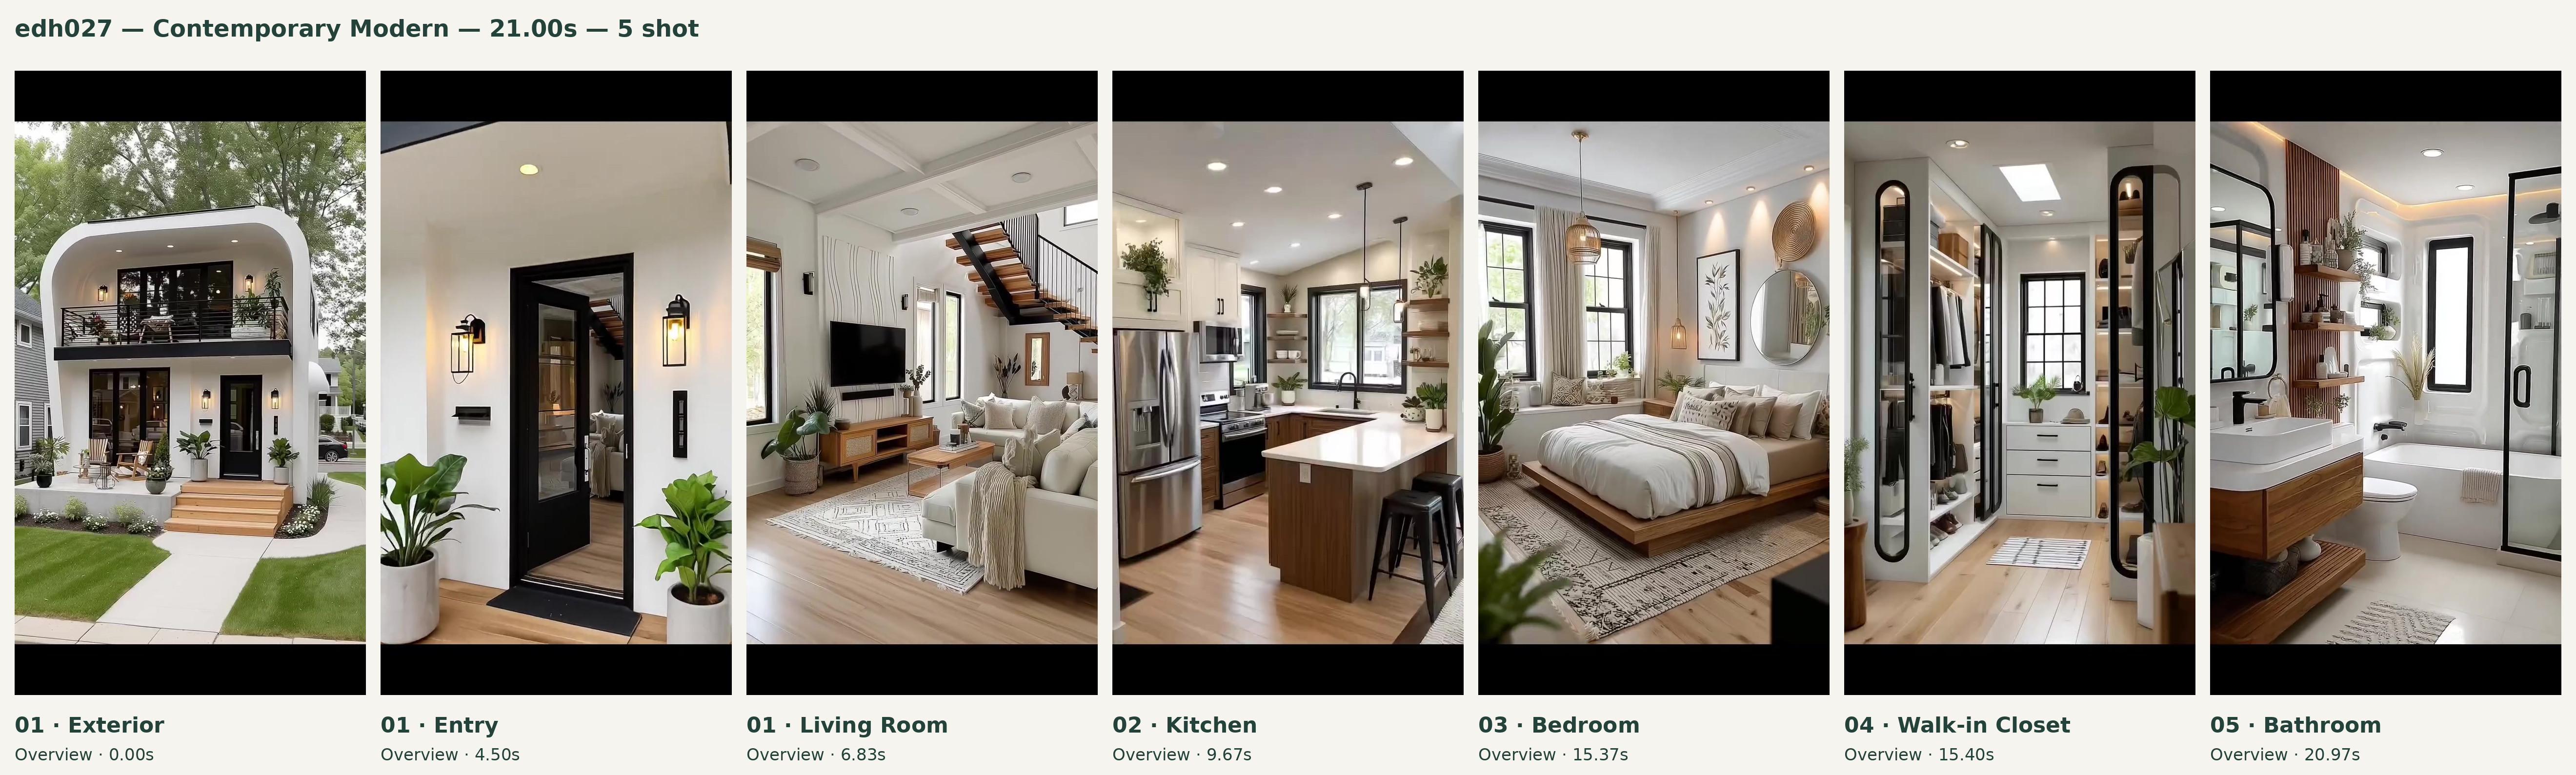 edh027 — Contemporary Modern — 21.00s — 5 shot
01 · Exterior
Overview · 0.00s
01 · Entry
Overview · 4.50s
01 · Living Room
Overview · 6.83s
02 · Kitchen
Overview · 9.67s
03 · Bedroom
Overview · 15.37s
04 · Walk-in Closet
Overview · 15.40s
05 · Bathroom
Overview · 20.97s